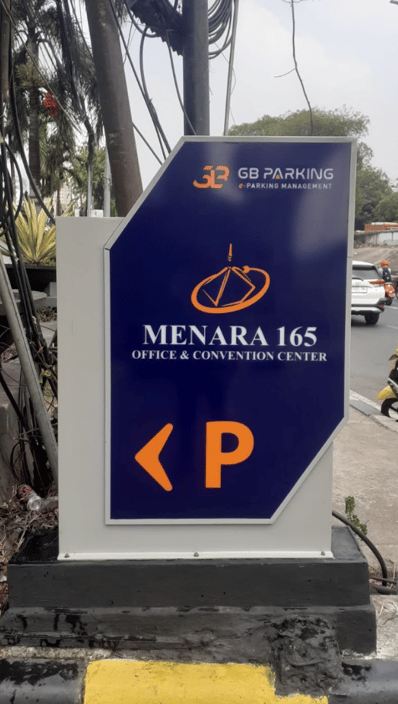 GB PARKING
e-PARKING MANAGEMENT
MENARA 165
OFFICE & CONVENTION CENTER
P